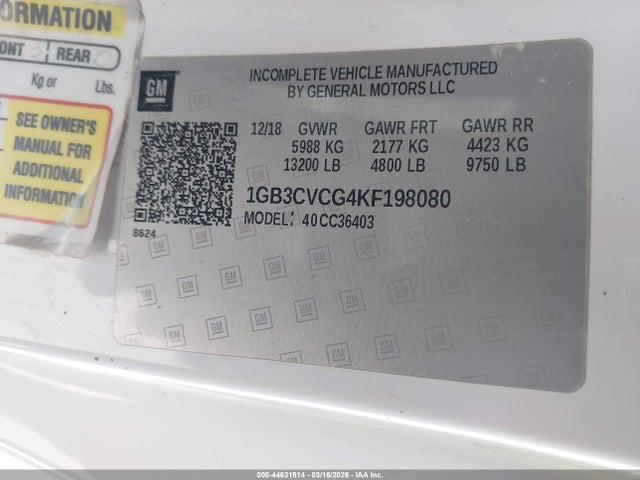 ORMATION
ONT REAR
Kg or Lbs.
SEE OWNER'S
MANUAL FOR
ADDITIONAL
INFORMATION
GM
INCOMPLETE VEHICLE MANUFACTURED
BY GENERAL MOTORS LLC
12/18 GVWR GAWR FRT GAWR RR
5988 KG 2177 KG 4423 KG
13200 LB 4800 LB 9750 LB
1GB3CVCG4KF198080
MODEL: 40CC36403
8624
000-44631514 03/16/2026 IAA Inc. (C)